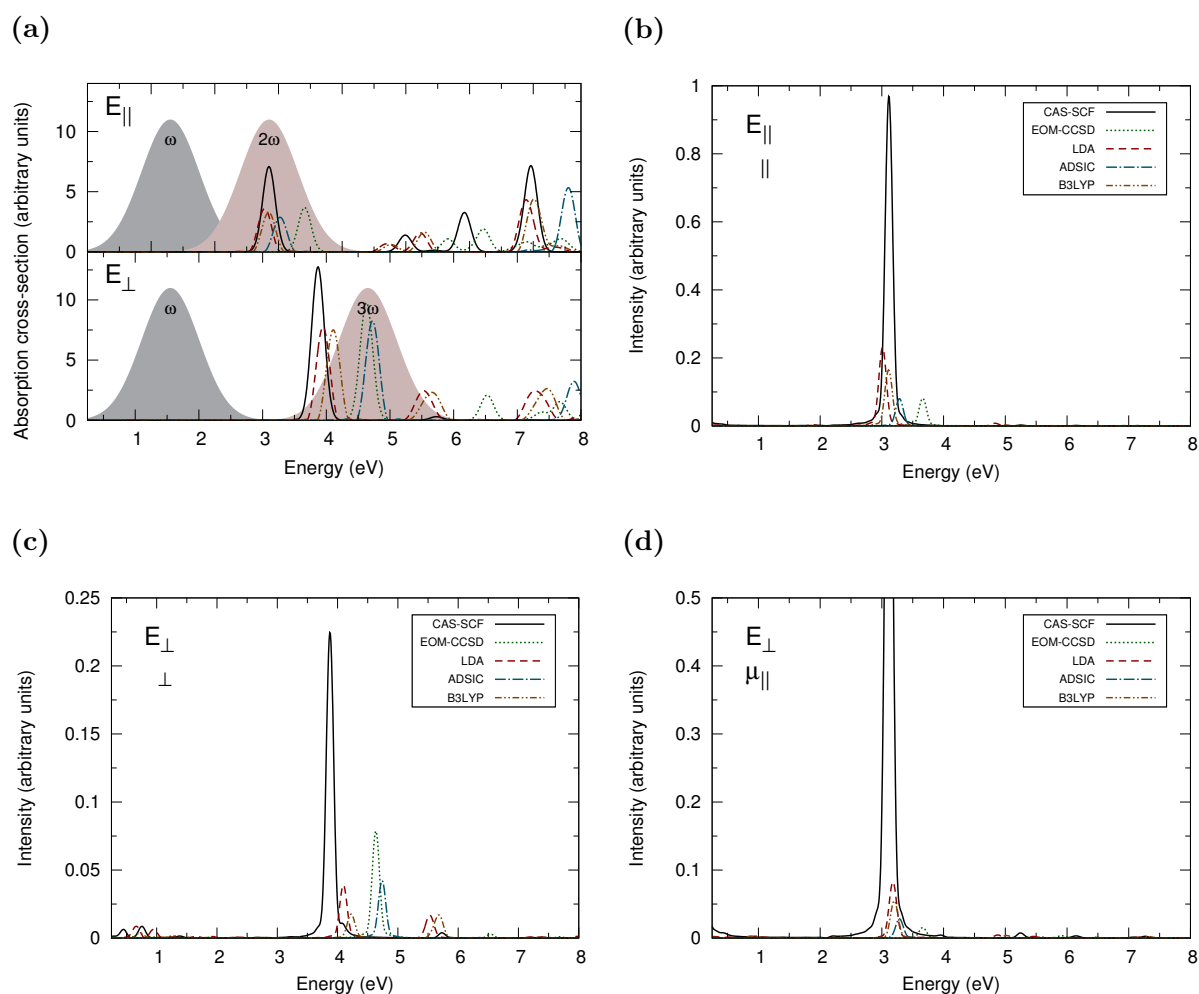 (a)
Absorption cross-section (arbitrary units)
E||
ω
2ω
0
5
10
E⊥
ω
3ω
0
5
10
1 2 3 4 5 6 7 8
Energy (eV)
(b)
Intensity (arbitrary units)
E||
||
CAS-SCF
EOM-CCSD
LDA
ADSIC
B3LYP
1
0.8
0.6
0.4
0.2
0
1 2 3 4 5 6 7 8
Energy (eV)
(c)
Intensity (arbitrary units)
E⊥
⊥
CAS-SCF
EOM-CCSD
LDA
ADSIC
B3LYP
0.25
0.2
0.15
0.1
0.05
0
1 2 3 4 5 6 7 8
Energy (eV)
(d)
Intensity (arbitrary units)
E⊥
μ||
CAS-SCF
EOM-CCSD
LDA
ADSIC
B3LYP
0.5
0.4
0.3
0.2
0.1
0
1 2 3 4 5 6 7 8
Energy (eV)